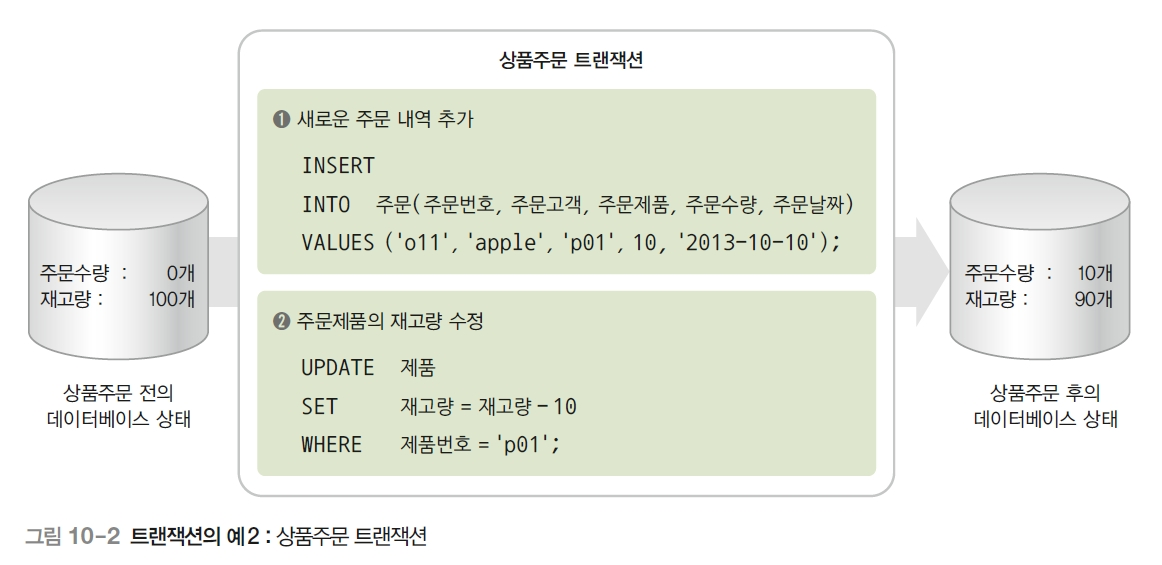 상품주문 트랜잭션
❶ 새로운 주문 내역 추가
INSERT
INTO 주문(주문번호, 주문고객, 주문제품, 주문수량, 주문날짜)
VALUES ('o11', 'apple', 'p01', 10, '2013-10-10');
❷ 주문제품의 재고량 수정
UPDATE 제품
SET 재고량 = 재고량 - 10
WHERE 제품번호 = 'p01';
주문수량 : 0개
재고량 : 100개
상품주문 전의
데이터베이스 상태
주문수량 : 10개
재고량 : 90개
상품주문 후의
데이터베이스 상태
그림 10-2 트랜잭션의 예2 : 상품주문 트랜잭션